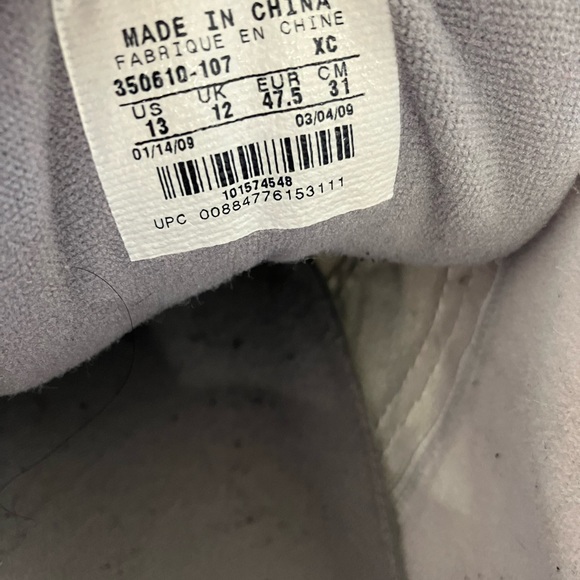 MADE IN CHINA
FABRIQUE EN CHINE
350610-107 XC
US UK EUR CM
13 12 47.5 31
01/14/09 03/04/09
101574548
UPC 00884776153111